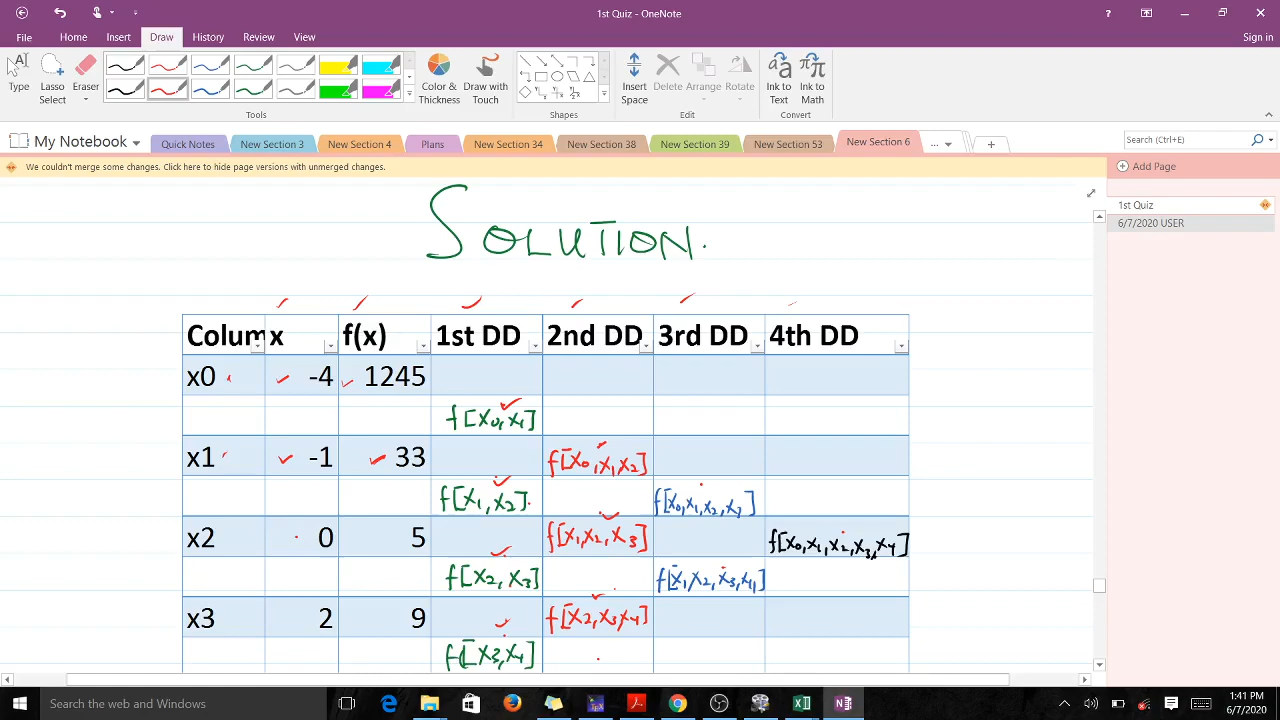 1st Quiz - OneNote
Sign in
File Home Insert Draw History Review View
Type Lasso Select Eraser Color & Thickness Draw with Touch Insert Space Delete Arrange Rotate Ink to Text Ink to Math
Tools Shapes Edit Convert
My Notebook Quick Notes New Section 3 New Section 4 Plans New Section 34 New Section 38 New Section 39 New Section 53 New Section 6 ... Search (Ctrl+E)
We couldn't merge some changes. Click here to hide page versions with unmerged changes.
Add Page
1st Quiz
6/7/2020 USER
SOLUTION.
Colum x f(x) 1st DD 2nd DD 3rd DD 4th DD
x0 -4 1245
f[x0,x1]
x1 -1 33 f[x0,x1,x2]
f[x1,x2] f[x0,x1,x2,x3]
x2 0 5 f[x1,x2,x3] f[x0,x1,x2,x3,x4]
f[x2,x3] f[x1,x2,x3,x4]
x3 2 9 f[x2,x3,x4]
f[x3,x4]
Search the web and Windows
1:41 PM
6/7/2020